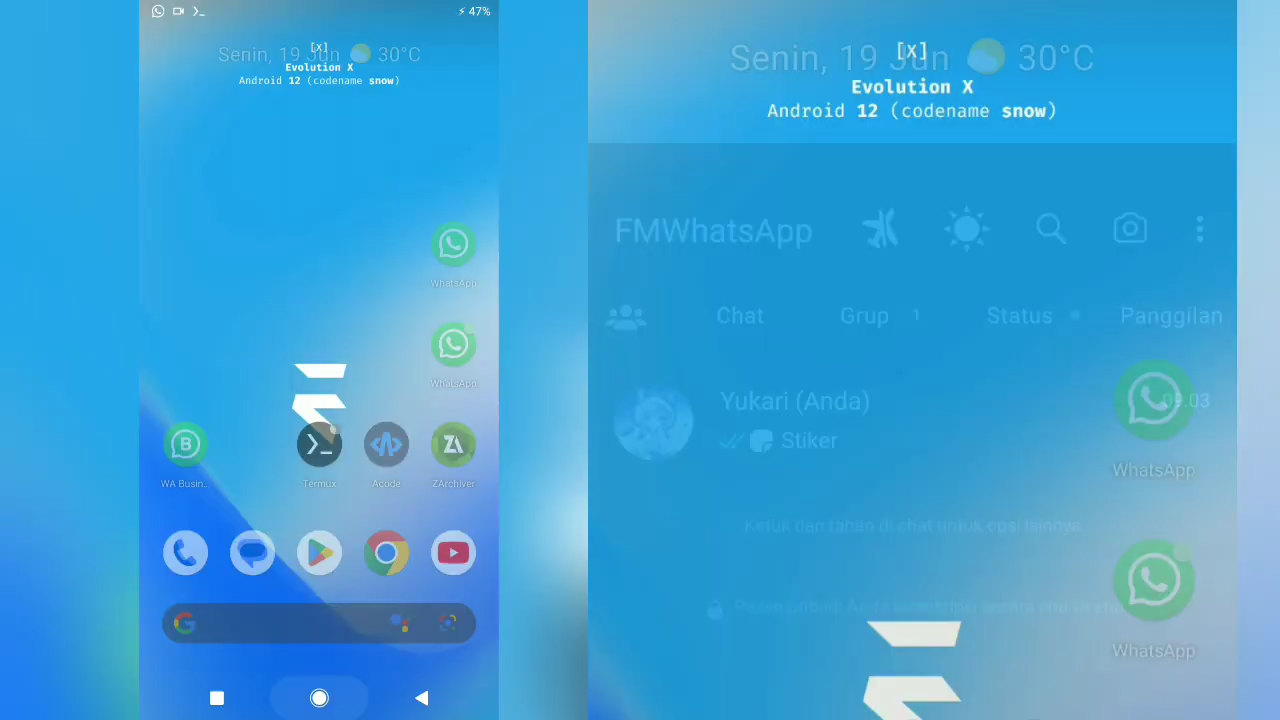 47%
Senin, 19 Jun 30°C
[X]
Evolution X
Android 12 (codename snow)
WhatsApp
WhatsApp
WA Busin..
Termux
Acode
ZArchiver
Senin, 19 Jun 30°C
[X]
Evolution X
Android 12 (codename snow)
FMWhatsApp
Chat
Grup 1
Status
Panggilan
Yukari (Anda)
09.03
Stiker
WhatsApp
Ketuk dan tahan di chat untuk opsi lainnya
WhatsApp